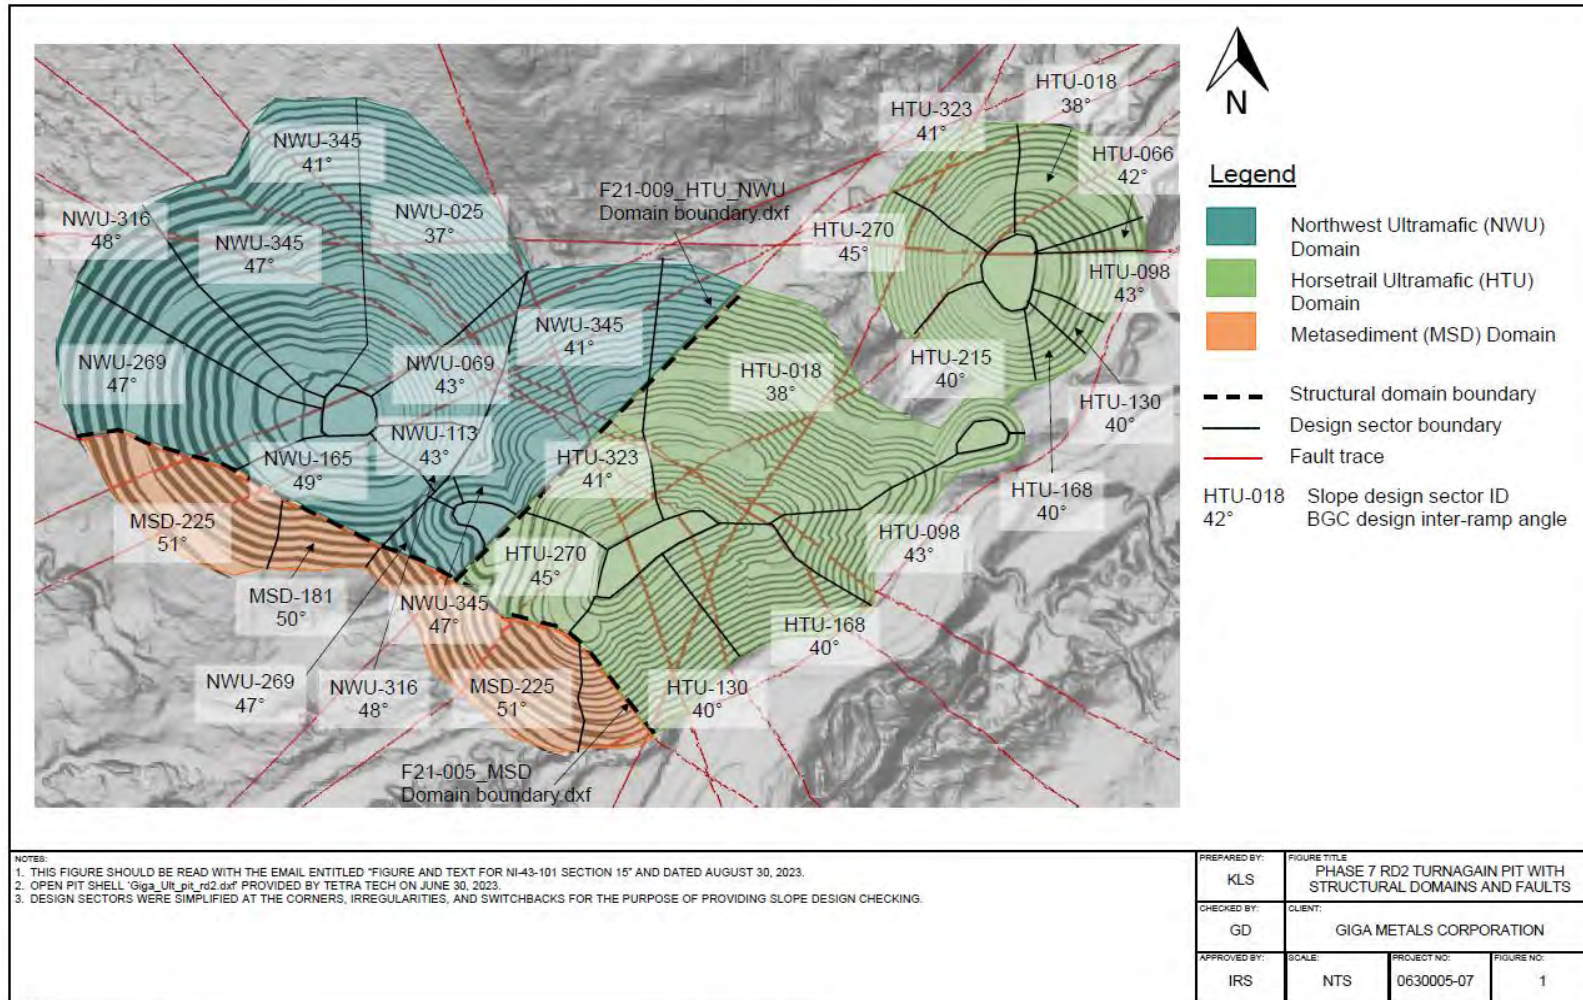 HTU-018
38°
HTU-323
41°
NWU-345
41°
HTU-066
42°
F21-009_HTU_NWU
Domain boundary.dxf
NWU-316
48°
NWU-025
37°
NWU-345
47°
HTU-270
45°
HTU-098
43°
NWU-345
41°
NWU-269
47°
NWU-069
43°
HTU-018
38°
HTU-215
40°
HTU-130
40°
NWU-113
43°
NWU-165
49°
HTU-323
41°
HTU-168
40°
MSD-225
51°
HTU-098
43°
HTU-270
45°
MSD-181
50°
NWU-345
47°
HTU-168
40°
NWU-269
47°
NWU-316
48°
MSD-225
51°
HTU-130
40°
F21-005_MSD
Domain boundary.dxf
N
Legend
Northwest Ultramafic (NWU)
Domain
Horsetrail Ultramafic (HTU)
Domain
Metasediment (MSD) Domain
Structural domain boundary
Design sector boundary
Fault trace
HTU-018 Slope design sector ID
42° BGC design inter-ramp angle
NOTES:
1. THIS FIGURE SHOULD BE READ WITH THE EMAIL ENTITLED "FIGURE AND TEXT FOR NI-43-101 SECTION 15" AND DATED AUGUST 30, 2023.
2. OPEN PIT SHELL 'Giga_Ult_pit_rd2.dxf' PROVIDED BY TETRA TECH ON JUNE 30, 2023.
3. DESIGN SECTORS WERE SIMPLIFIED AT THE CORNERS, IRREGULARITIES, AND SWITCHBACKS FOR THE PURPOSE OF PROVIDING SLOPE DESIGN CHECKING.
PREPARED BY:
KLS
FIGURE TITLE
PHASE 7 RD2 TURNAGAIN PIT WITH
STRUCTURAL DOMAINS AND FAULTS
CHECKED BY:
GD
CLIENT:
GIGA METALS CORPORATION
APPROVED BY:
IRS
SCALE:
NTS
PROJECT NO:
0630005-07
FIGURE NO:
1